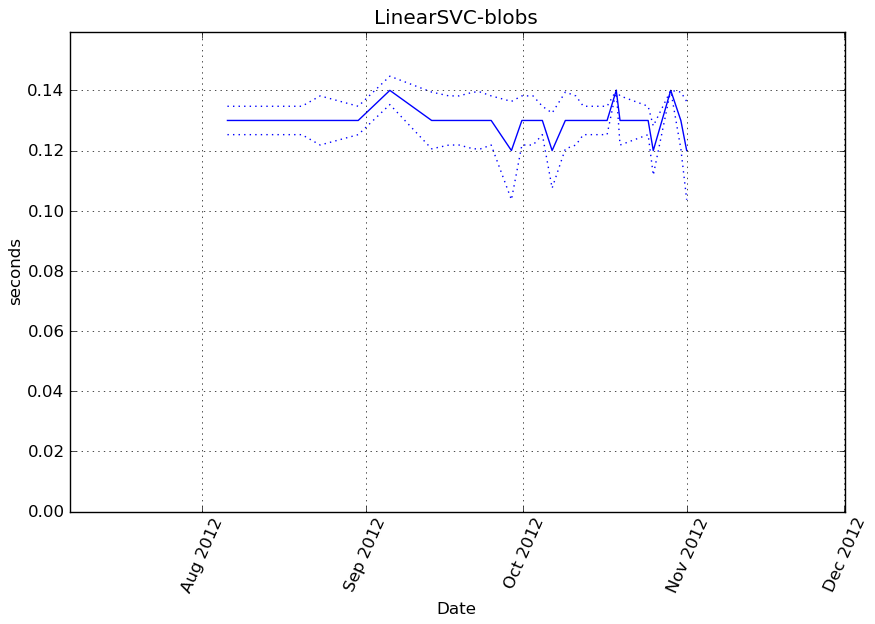 LinearSVC-blobs
seconds
0.14
0.12
0.10
0.08
0.06
0.04
0.02
0.00
Aug 2012
Sep 2012
Oct 2012
Nov 2012
Dec 2012
Date